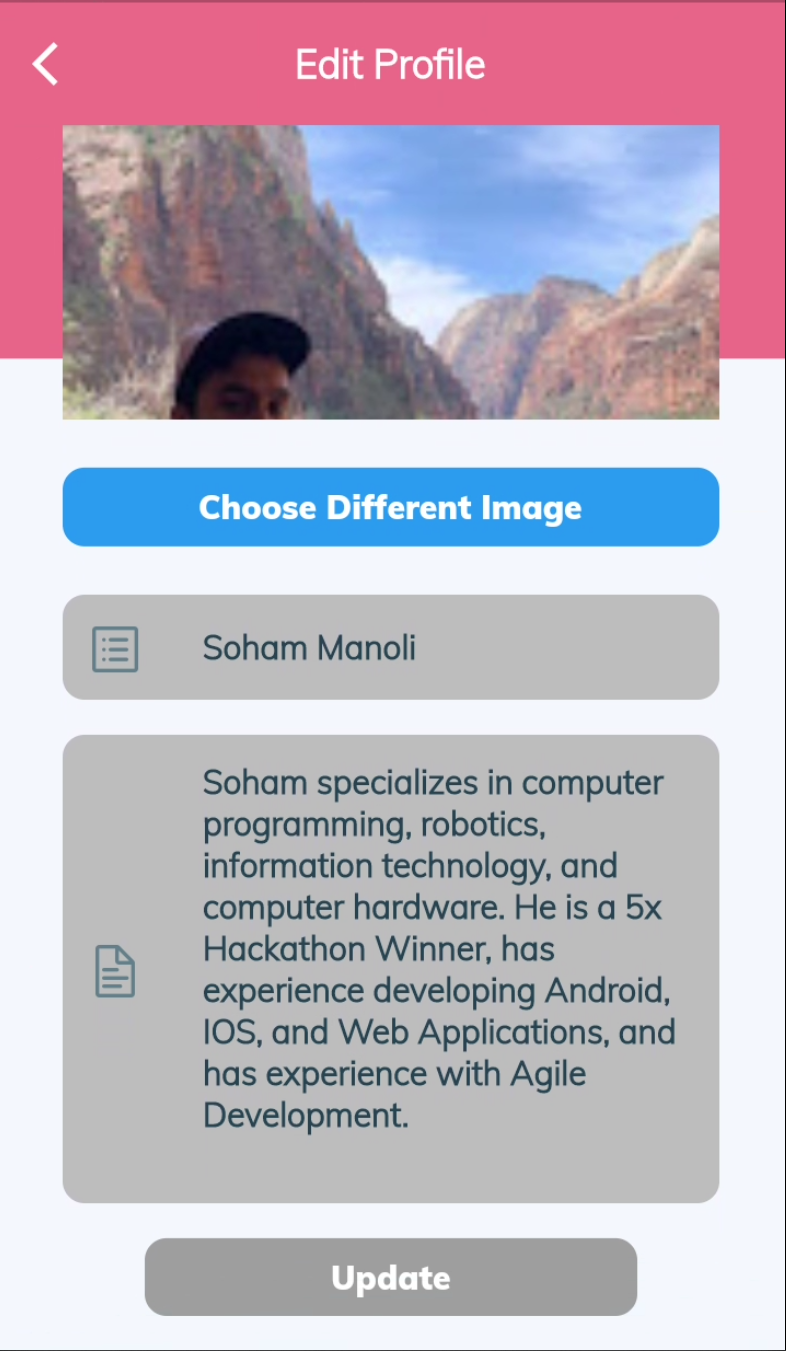 Edit Profile
Choose Different Image
Soham Manoli
Soham specializes in computer
programming, robotics,
information technology, and
computer hardware. He is a 5x
Hackathon Winner, has
experience developing Android,
IOS, and Web Applications, and
has experience with Agile
Development.
Update